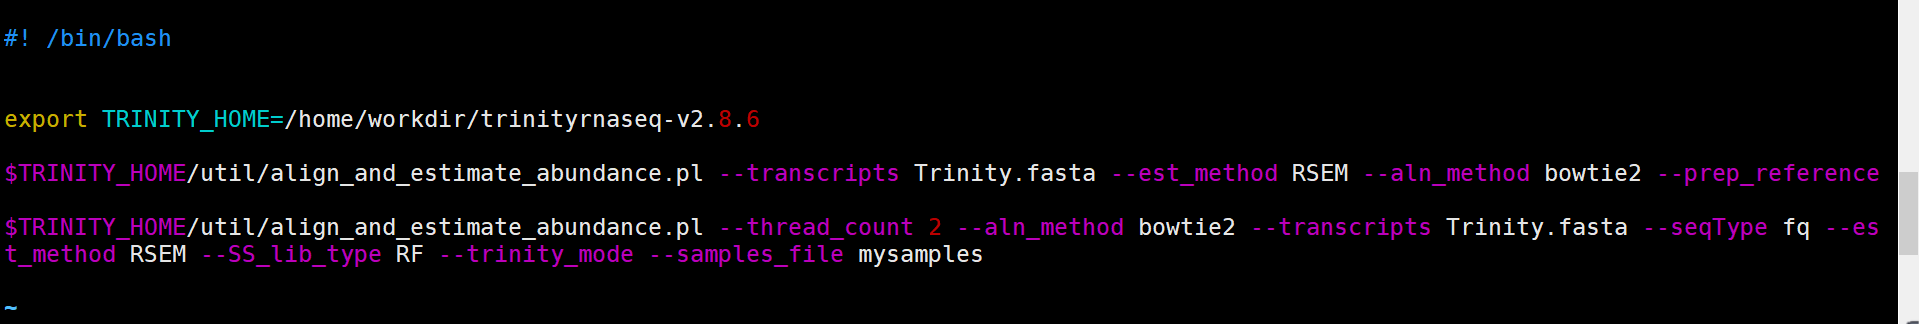 #! /bin/bash
export TRINITY_HOME=/home/workdir/trinityrnaseq-v2.8.6
$TRINITY_HOME/util/align_and_estimate_abundance.pl --transcripts Trinity.fasta --est_method RSEM --aln_method bowtie2 --prep_reference
$TRINITY_HOME/util/align_and_estimate_abundance.pl --thread_count 2 --aln_method bowtie2 --transcripts Trinity.fasta --seqType fq --es
t_method RSEM --SS_lib_type RF --trinity_mode --samples_file mysamples
~